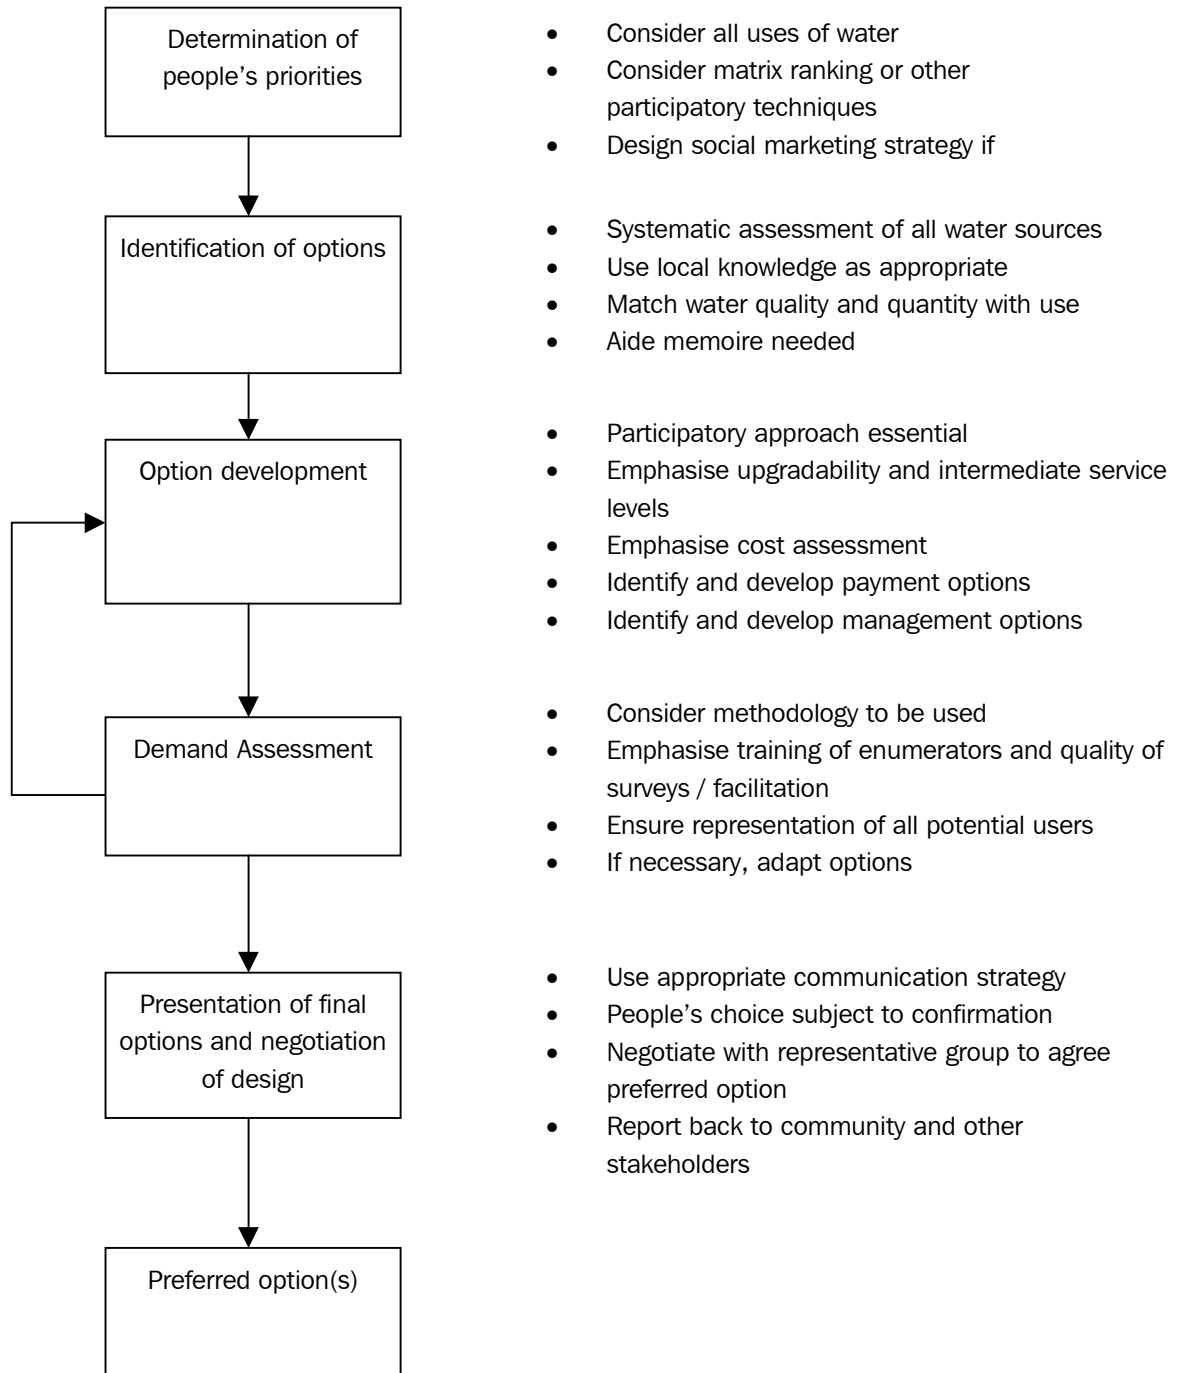 Determination of
people’s priorities
• Consider all uses of water
• Consider matrix ranking or other
participatory techniques
• Design social marketing strategy if
Identification of options
• Systematic assessment of all water sources
• Use local knowledge as appropriate
• Match water quality and quantity with use
• Aide memoire needed
Option development
• Participatory approach essential
• Emphasise upgradability and intermediate service
levels
• Emphasise cost assessment
• Identify and develop payment options
• Identify and develop management options
Demand Assessment
• Consider methodology to be used
• Emphasise training of enumerators and quality of
surveys / facilitation
• Ensure representation of all potential users
• If necessary, adapt options
Presentation of final
options and negotiation
of design
• Use appropriate communication strategy
• People’s choice subject to confirmation
• Negotiate with representative group to agree
preferred option
• Report back to community and other
stakeholders
Preferred option(s)